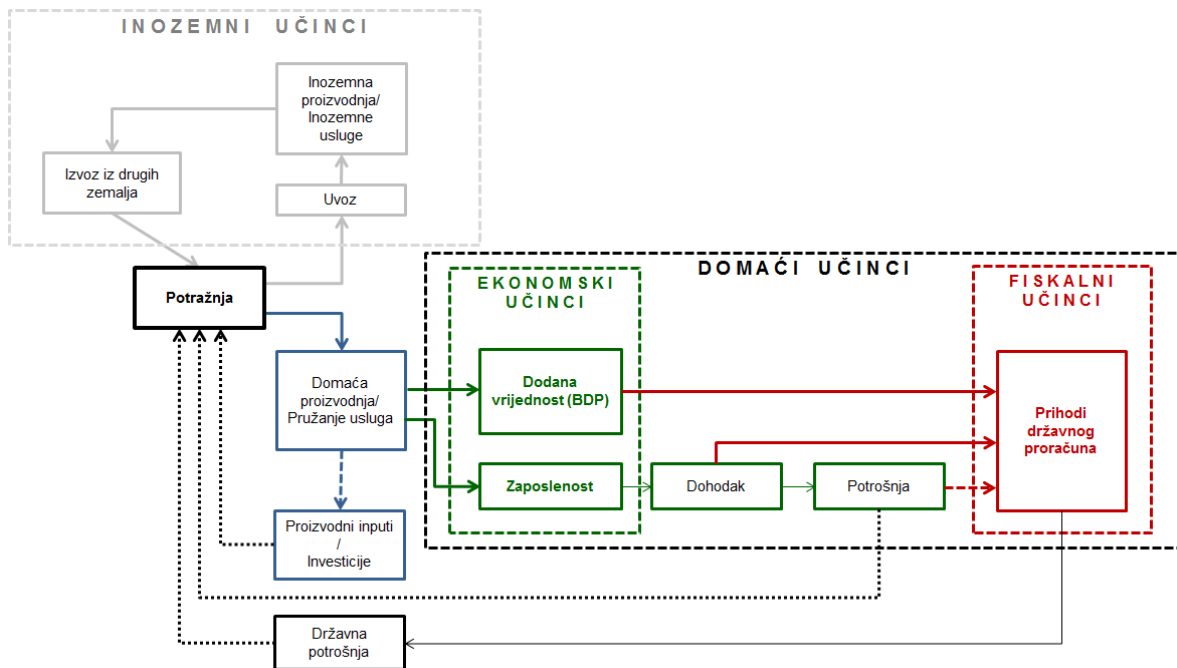 INOZEMNI UČINCI
Inozemna
proizvodnja/
Inozemne
usluge
Izvoz iz drugih
zemalja
Uvoz
Potražnja
DOMAĆI UČINCI
EKONOMSKI
UČINCI
FISKALNI
UČINCI
Domaća
proizvodnja/
Pružanje usluga
Dodana
vrijednost (BDP)
Prihodi
državnog
proračuna
Zaposlenost
Dohodak
Potrošnja
Proizvodni inputi
/
Investicije
Državna
potrošnja